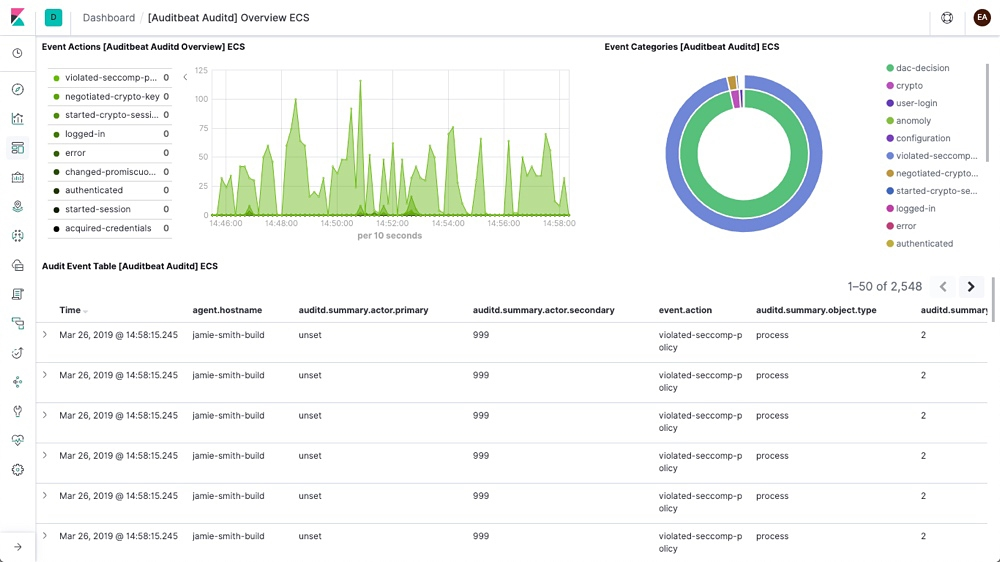 D Dashboard / [Auditbeat Auditd] Overview ECS EA
Event Actions [Auditbeat Auditd Overview] ECS
violated-seccomp-p... 0
negotiated-crypto-key 0
started-crypto-sessi... 0
logged-in 0
error 0
changed-promiscuo... 0
authenticated 0
started-session 0
acquired-credentials 0
125
100
75
50
25
0
14:46:00 14:48:00 14:50:00 14:52:00 14:54:00 14:56:00 14:58:00
per 10 seconds
Event Categories [Auditbeat Auditd] ECS
dac-decision
crypto
user-login
anomoly
configuration
violated-seccomp...
negotiated-crypto...
started-crypto-se...
logged-in
error
authenticated
Audit Event Table [Auditbeat Auditd] ECS
1–50 of 2,548
Time agent.hostname auditd.summary.actor.primary auditd.summary.actor.secondary event.action auditd.summary.object.type auditd.summary
Mar 26, 2019 @ 14:58:15.245 jamie-smith-build unset 999 violated-seccomp-p process 2
olicy
Mar 26, 2019 @ 14:58:15.245 jamie-smith-build unset 999 violated-seccomp-p process 2
olicy
Mar 26, 2019 @ 14:58:15.245 jamie-smith-build unset 999 violated-seccomp-p process 2
olicy
Mar 26, 2019 @ 14:58:15.245 jamie-smith-build unset 999 violated-seccomp-p process 2
olicy
Mar 26, 2019 @ 14:58:15.245 jamie-smith-build unset 999 violated-seccomp-p process 2
olicy
Mar 26, 2019 @ 14:58:15.245 jamie-smith-build unset 999 violated-seccomp-p process 2
olicy